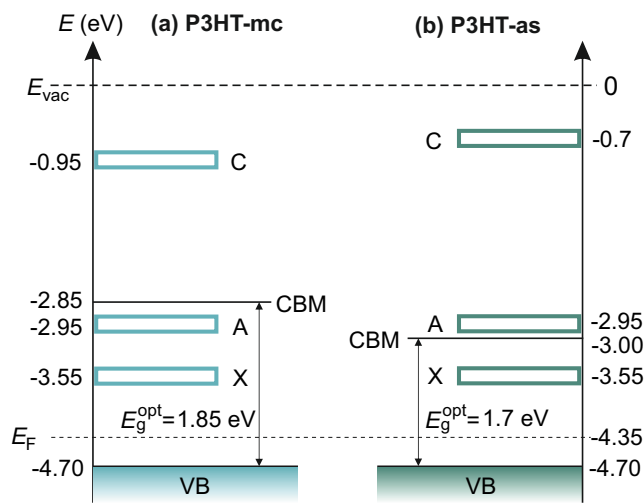 E (eV)
(a) P3HT-mc
(b) P3HT-as
E_vac
0
-0.95
C
C
-0.7
-2.85
CBM
-2.95
A
A
-2.95
CBM
-3.00
-3.55
X
X
-3.55
E_g^opt=1.85 eV
E_g^opt=1.7 eV
E_F
-4.35
-4.70
-4.70
VB
VB